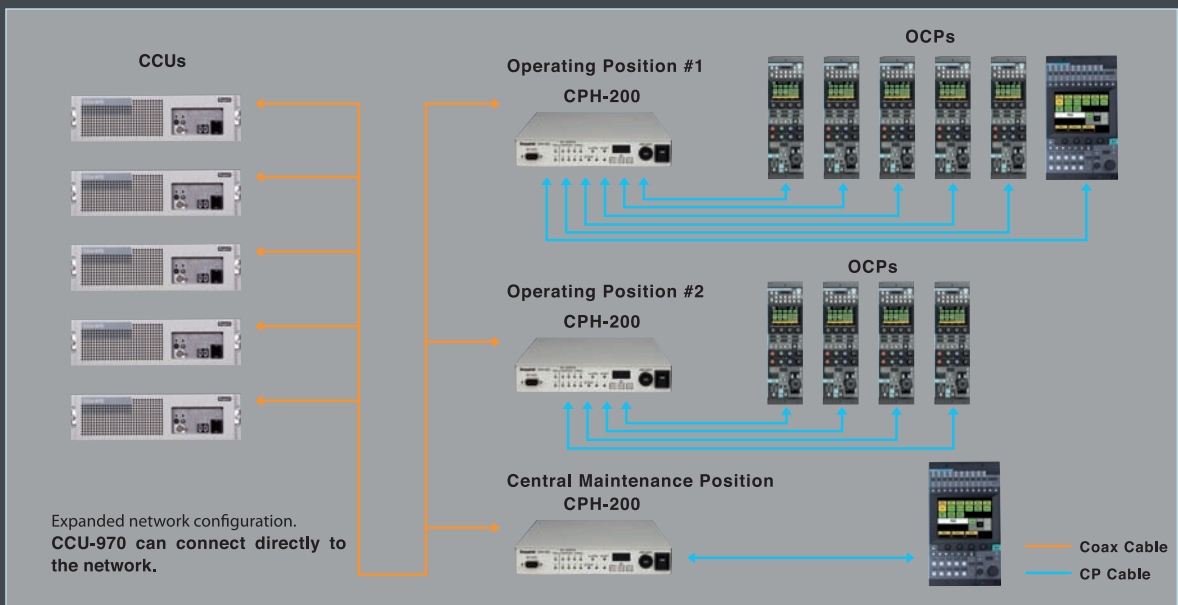 CCUs
Operating Position #1
CPH-200
OCPs
Operating Position #2
CPH-200
OCPs
Central Maintenance Position
CPH-200
Expanded network configuration.
CCU-970 can connect directly to
the network.
Coax Cable
CP Cable